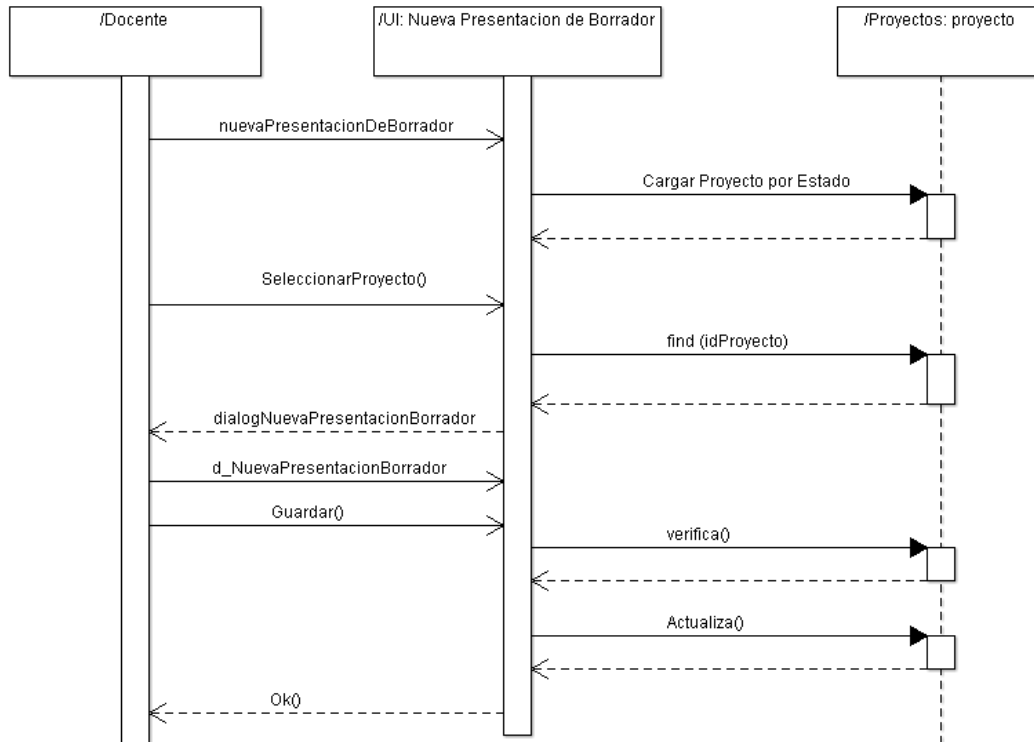 /Docente
/UI: Nueva Presentacion de Borrador
/Proyectos: proyecto
nuevaPresentacionDeBorrador
Cargar Proyecto por Estado
SeleccionarProyecto()
find (idProyecto)
dialogNuevaPresentacionBorrador
d_NuevaPresentacionBorrador
Guardar()
verifica()
Actualiza()
Ok()